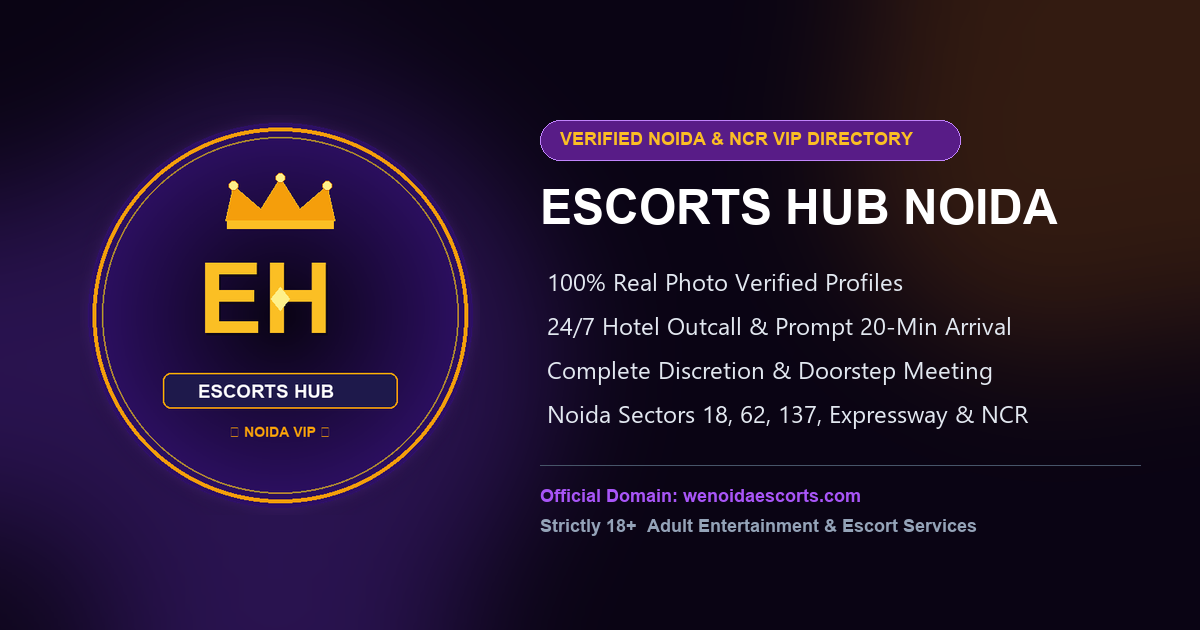 VERIFIED NOIDA & NCR VIP DIRECTORY
ESCORTS HUB NOIDA
100% Real Photo Verified Profiles
24/7 Hotel Outcall & Prompt 20-Min Arrival
Complete Discretion & Doorstep Meeting
Noida Sectors 18, 62, 137, Expressway & NCR
Official Domain: wenoidaescorts.com
Strictly 18+ Adult Entertainment & Escort Services
EH
ESCORTS HUB
NOIDA VIP